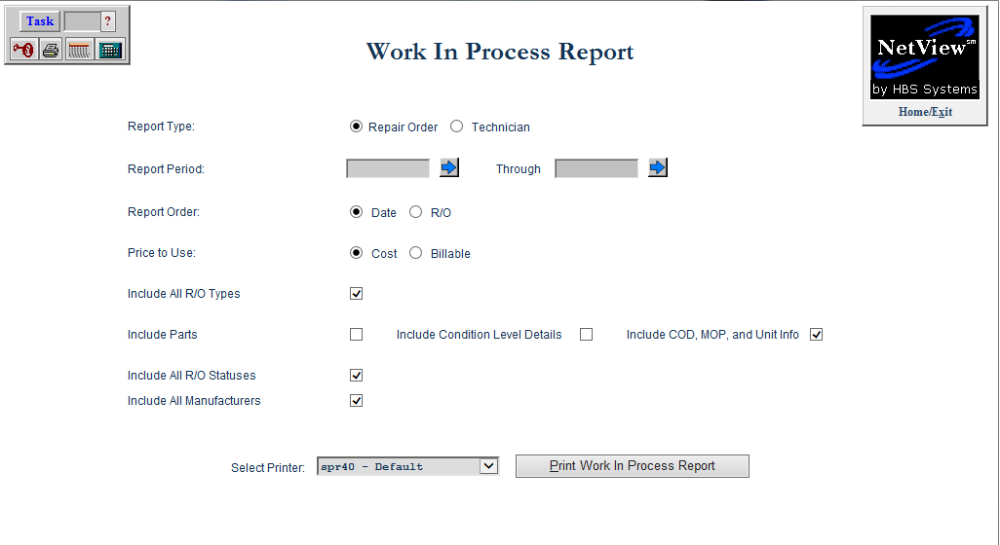 Task ?
Work In Process Report
NetView℠
by HBS Systems
Home/Exit
Report Type: Repair Order Technician
Report Period: Through
Report Order: Date R/O
Price to Use: Cost Billable
Include All R/O Types
Include Parts Include Condition Level Details Include COD, MOP, and Unit Info
Include All R/O Statuses
Include All Manufacturers
Select Printer: spr40 - Default Print Work In Process Report